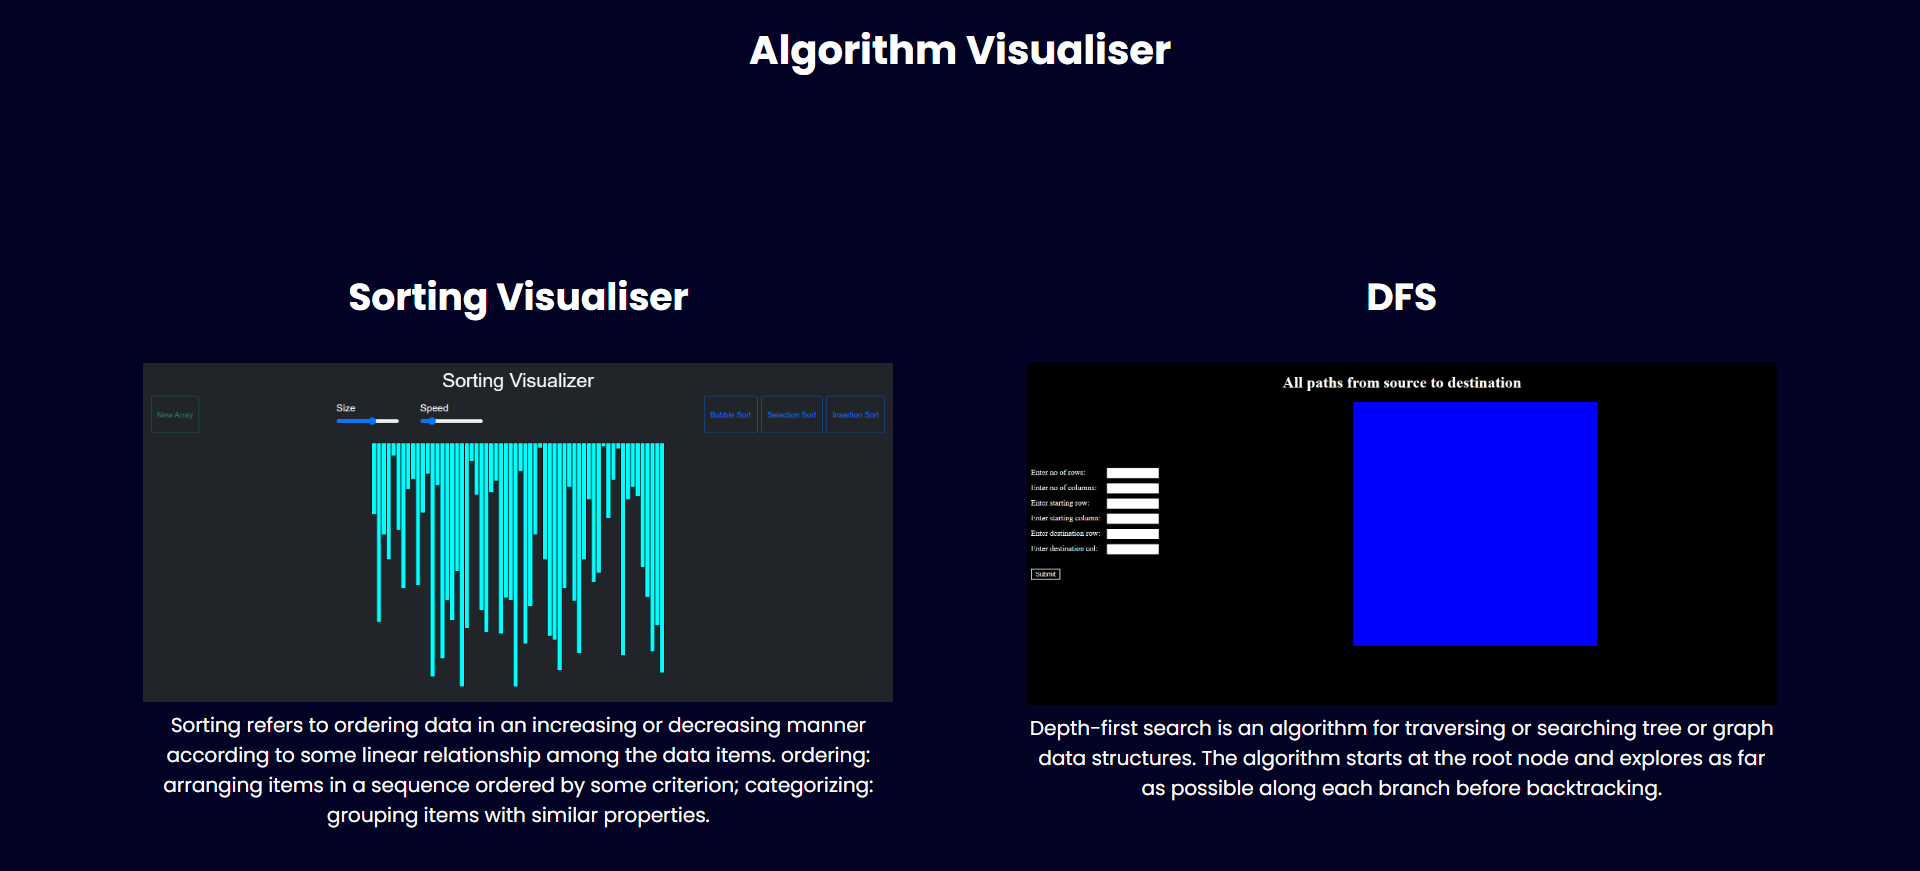 Algorithm Visualiser
Sorting Visualiser
Sorting Visualizer
New Array
Size
Speed
Bubble Sort
Selection Sort
Insertion Sort
Sorting refers to ordering data in an increasing or decreasing manner
according to some linear relationship among the data items. ordering:
arranging items in a sequence ordered by some criterion; categorizing:
grouping items with similar properties.
DFS
All paths from source to destination
Enter no of rows:
Enter no of columns:
Enter starting row:
Enter starting column:
Enter destination row:
Enter destination col:
Submit
Depth-first search is an algorithm for traversing or searching tree or graph
data structures. The algorithm starts at the root node and explores as far
as possible along each branch before backtracking.